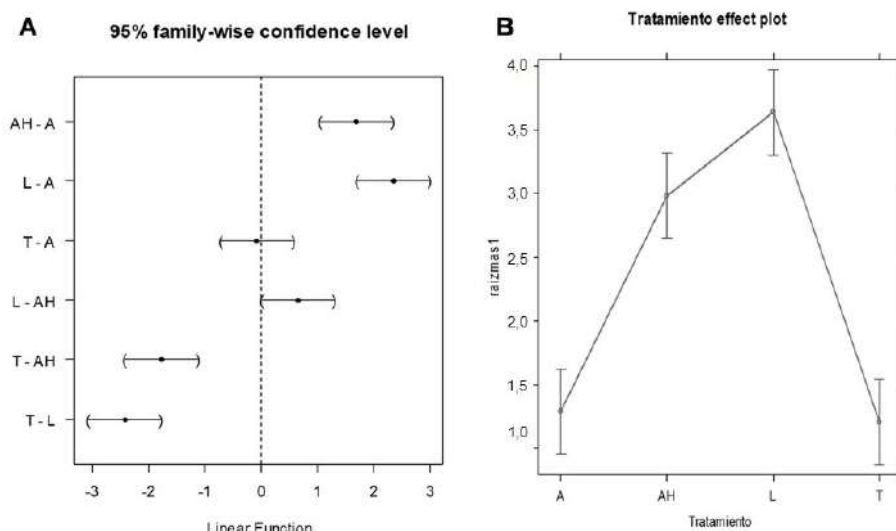 A
95% family-wise confidence level
AH - A
L - A
T - A
L - AH
T - AH
T - L
-3 -2 -1 0 1 2 3
Linear Function
B
Tratamiento effect plot
4,0
3,5
3,0
2,5
2,0
1,5
1,0
raizmas1
A AH L T
Tratamiento